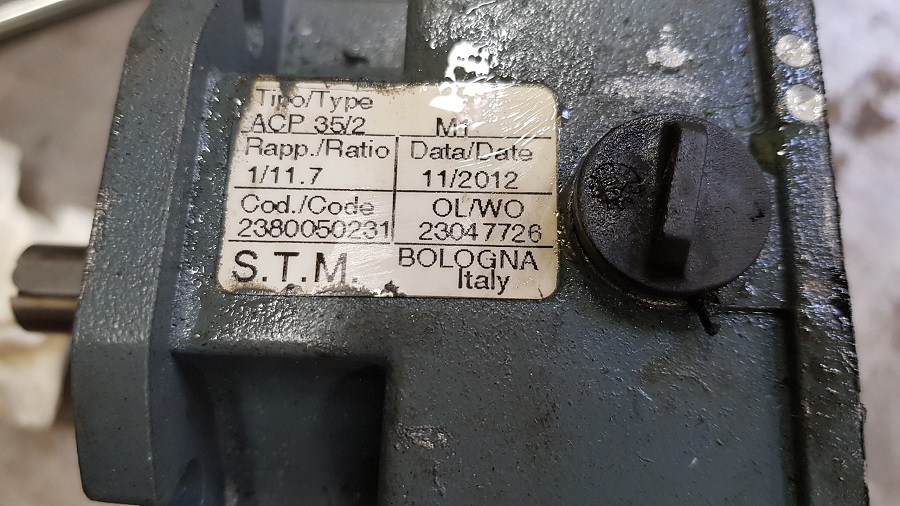 Tipo/Type
ACP 35/2 M1
Rapp./Ratio Data/Date
1/11.7 11/2012
Cod./Code OL/WO
2380050231 23047726
S.T.M. BOLOGNA
Italy